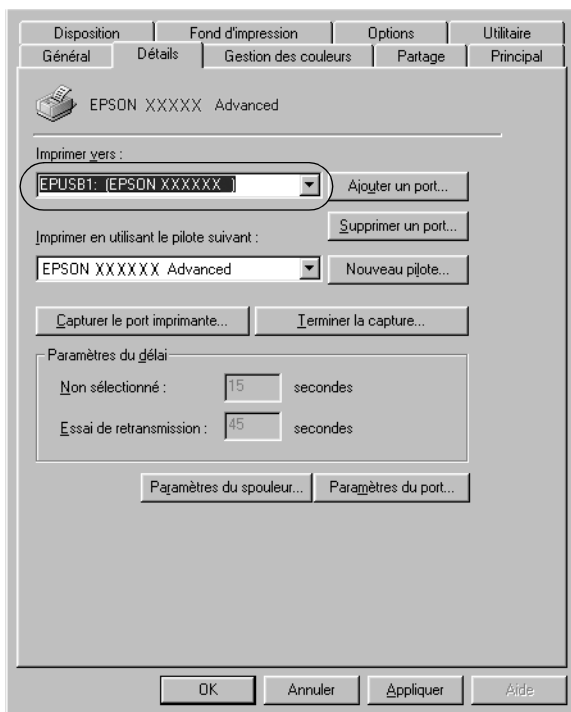 Disposition Fond d'impression Options Utilitaire
Général Détails Gestion des couleurs Partage Principal
EPSON XXXXX Advanced
Imprimer vers :
EPUSB1: (EPSON XXXXXX )
Ajouter un port...
Supprimer un port...
Imprimer en utilisant le pilote suivant :
EPSON XXXXXX Advanced
Nouveau pilote...
Capturer le port imprimante... Terminer la capture...
Paramètres du délai
Non sélectionné : 15 secondes
Essai de retransmission : 45 secondes
Paramètres du spouleur... Paramètres du port...
OK Annuler Appliquer Aide